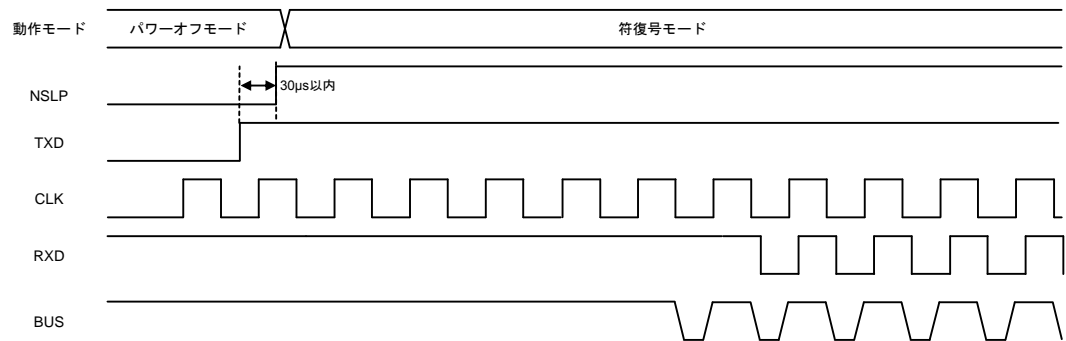 動作モード
パワーオフモード
符復号モード
NSLP
30μs以内
TXD
CLK
RXD
BUS